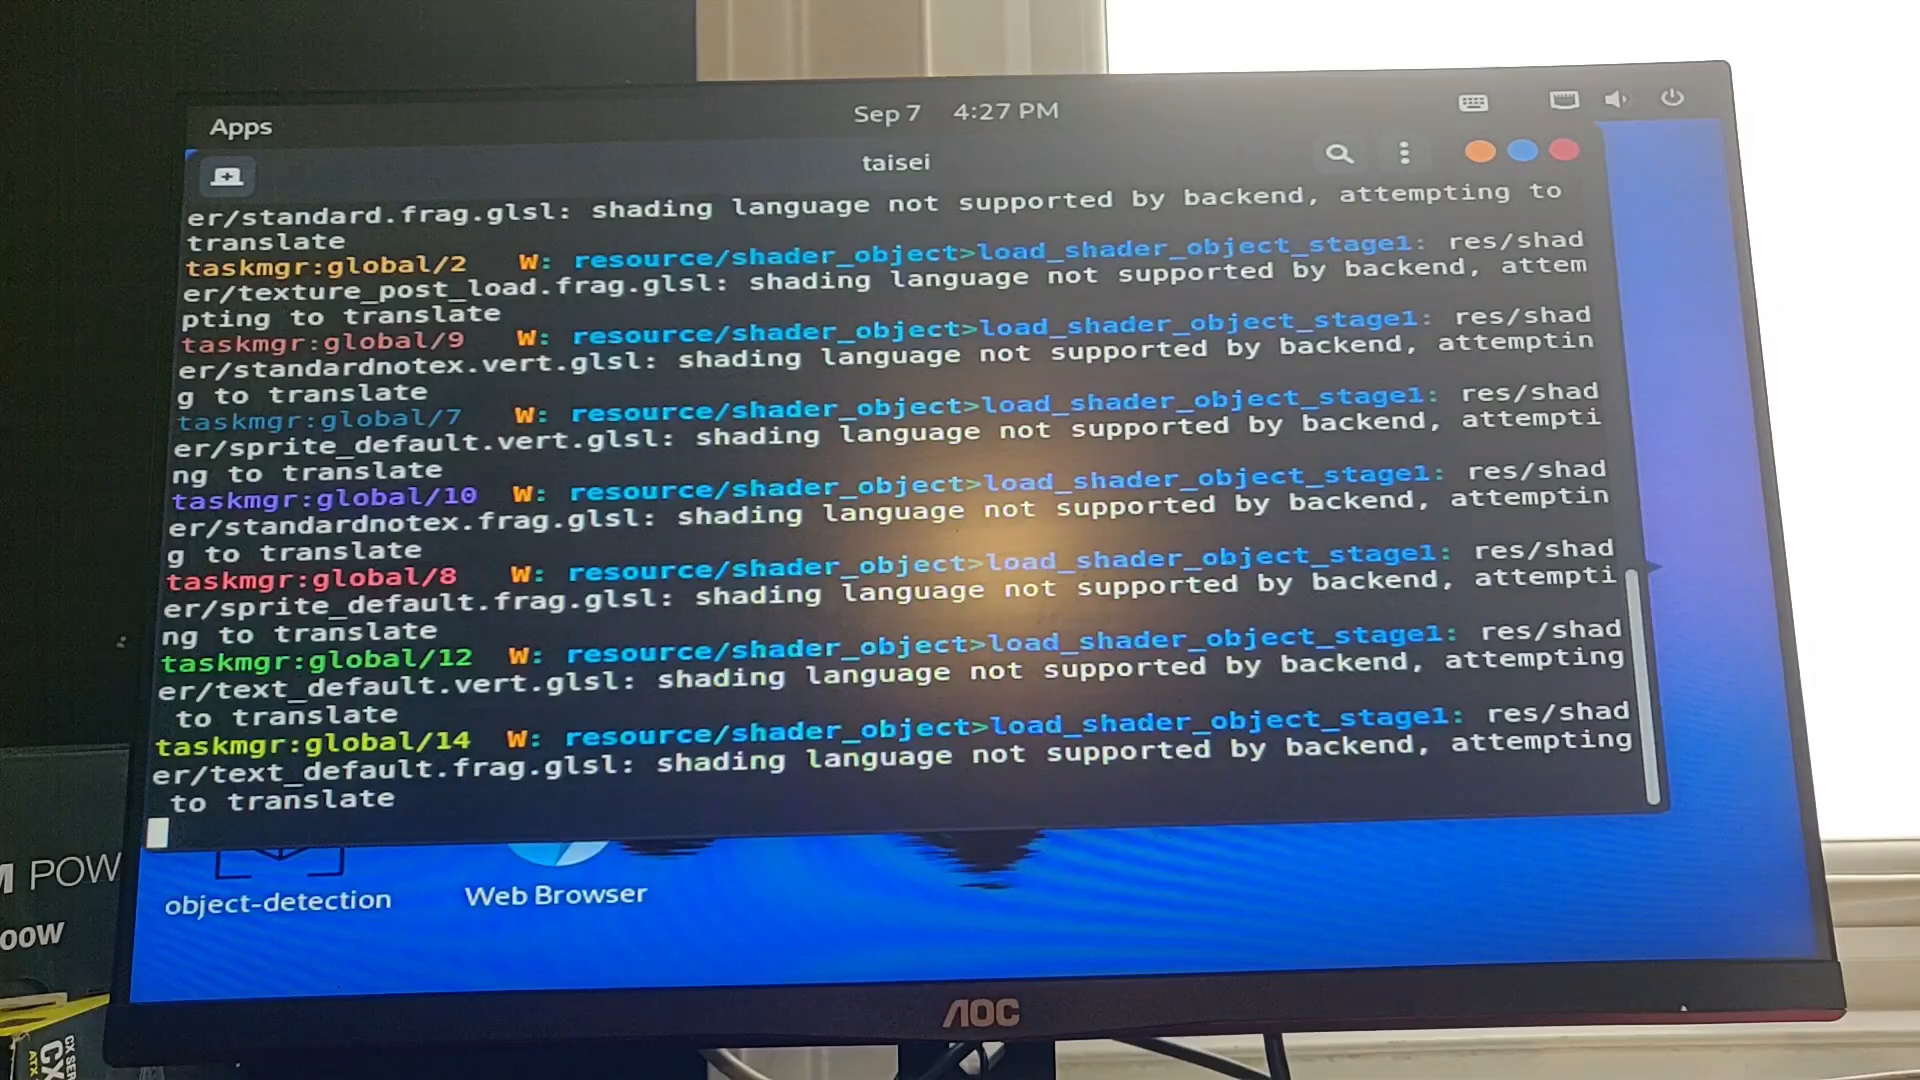 Sep 7 4:27 PM
Apps
taisei
er/standard.frag.glsl: shading language not supported by backend, attempting to
translate
taskmgr:global/2 W: resource/shader_object>load_shader_object_stage1: res/shad
er/texture_post_load.frag.glsl: shading language not supported by backend, attem
pting to translate
taskmgr:global/9 W: resource/shader_object>load_shader_object_stage1: res/shad
er/standardnotex.vert.glsl: shading language not supported by backend, attemptin
g to translate
taskmgr:global/7 W: resource/shader_object>load_shader_object_stage1: res/shad
er/sprite_default.vert.glsl: shading language not supported by backend, attempti
ng to translate
taskmgr:global/10 W: resource/shader_object>load_shader_object_stage1: res/shad
er/standardnotex.frag.glsl: shading language not supported by backend, attemptin
g to translate
taskmgr:global/8 W: resource/shader_object>load_shader_object_stage1: res/shad
er/sprite_default.frag.glsl: shading language not supported by backend, attempti
ng to translate
taskmgr:global/12 W: resource/shader_object>load_shader_object_stage1: res/shad
er/text_default.vert.glsl: shading language not supported by backend, attempting
to translate
taskmgr:global/14 W: resource/shader_object>load_shader_object_stage1: res/shad
er/text_default.frag.glsl: shading language not supported by backend, attempting
to translate
object-detection
Web Browser
AOC
M POW
00W
CX SER
CX
ATX